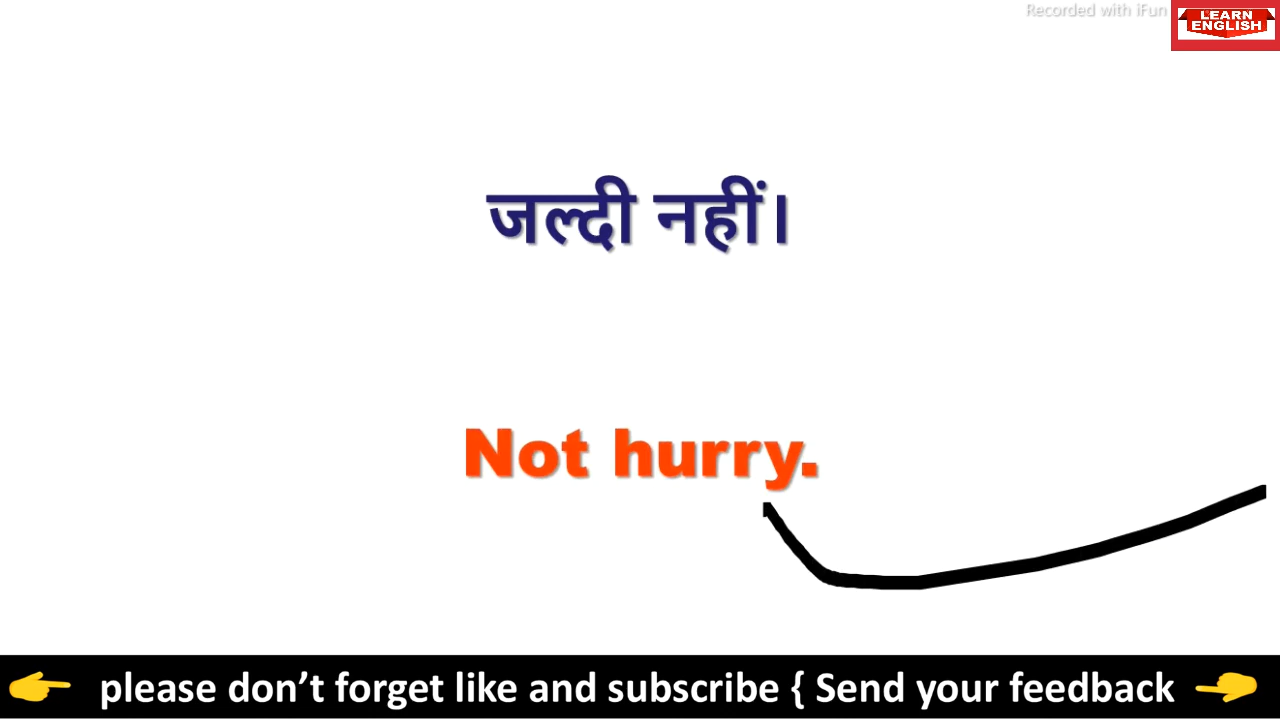 Recorded with iFun
LEARN
ENGLISH
जल्दी नहीं।
Not hurry.
please don’t forget like and subscribe { Send your feedback